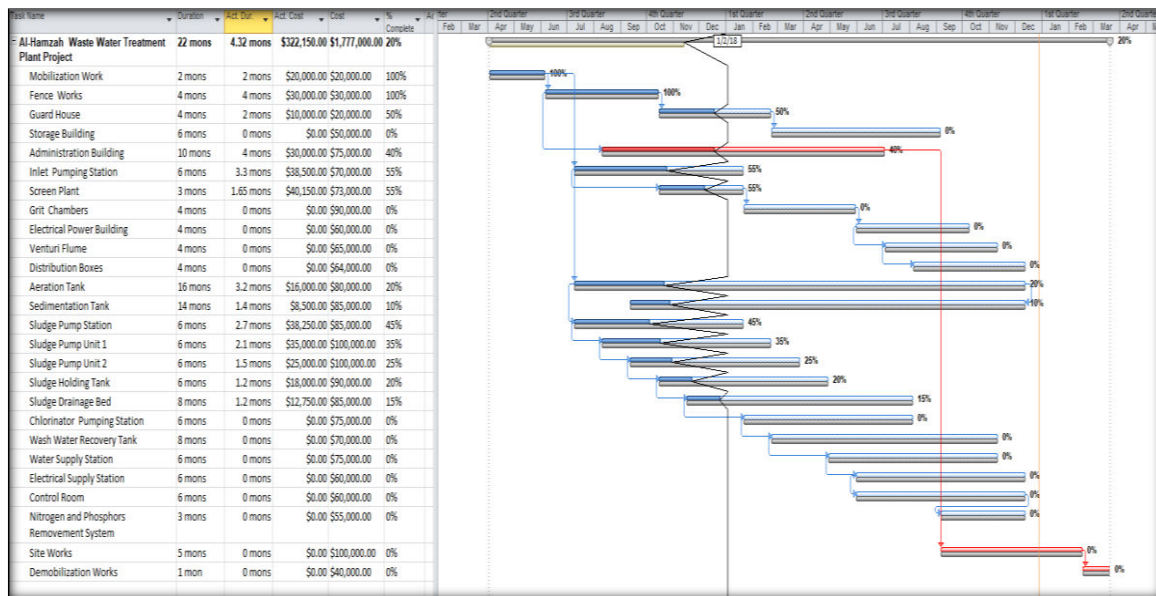 Task Name Duration Act. Dur. Act. Cost Cost % Complete Ac
Al-Hamzah Waste Water Treatment Plant Project 22 mons 4.32 mons $322,150.00 $1,777,000.00 20%
Mobilization Work 2 mons 2 mons $20,000.00 $20,000.00 100%
Fence Works 4 mons 4 mons $30,000.00 $30,000.00 100%
Guard House 4 mons 2 mons $10,000.00 $20,000.00 50%
Storage Building 6 mons 0 mons $0.00 $50,000.00 0%
Administration Building 10 mons 4 mons $30,000.00 $75,000.00 40%
Inlet Pumping Station 6 mons 3.3 mons $38,500.00 $70,000.00 55%
Screen Plant 3 mons 1.65 mons $40,150.00 $73,000.00 55%
Grit Chambers 4 mons 0 mons $0.00 $90,000.00 0%
Electrical Power Building 4 mons 0 mons $0.00 $60,000.00 0%
Venturi Flume 4 mons 0 mons $0.00 $65,000.00 0%
Distribution Boxes 4 mons 0 mons $0.00 $64,000.00 0%
Aeration Tank 16 mons 3.2 mons $16,000.00 $80,000.00 20%
Sedimentation Tank 14 mons 1.4 mons $8,500.00 $85,000.00 10%
Sludge Pump Station 6 mons 2.7 mons $38,250.00 $85,000.00 45%
Sludge Pump Unit 1 6 mons 2.1 mons $35,000.00 $100,000.00 35%
Sludge Pump Unit 2 6 mons 1.5 mons $25,000.00 $100,000.00 25%
Sludge Holding Tank 6 mons 1.2 mons $18,000.00 $90,000.00 20%
Sludge Drainage Bed 8 mons 1.2 mons $12,750.00 $85,000.00 15%
Chlorinator Pumping Station 6 mons 0 mons $0.00 $75,000.00 0%
Wash Water Recovery Tank 8 mons 0 mons $0.00 $70,000.00 0%
Water Supply Station 6 mons 0 mons $0.00 $75,000.00 0%
Electrical Supply Station 6 mons 0 mons $0.00 $60,000.00 0%
Control Room 6 mons 0 mons $0.00 $60,000.00 0%
Nitrogen and Phosphors Removement System 3 mons 0 mons $0.00 $55,000.00 0%
Site Works 5 mons 0 mons $0.00 $100,000.00 0%
Demobilization Works 1 mon 0 mons $0.00 $40,000.00 0%
rter 2nd Quarter 3rd Quarter 4th Quarter 1st Quarter 2nd Quarter 3rd Quarter 4th Quarter 1st Quarter 2nd Quarte
Feb Mar Apr May Jun Jul Aug Sep Oct Nov Dec Jan Feb Mar Apr May Jun Jul Aug Sep Oct Nov Dec Jan Feb Mar Apr M
1/2/18
20%
100%
100%
50%
0%
40%
55%
55%
0%
0%
0%
0%
20%
10%
45%
35%
25%
20%
15%
0%
0%
0%
0%
0%
0%
0%
0%